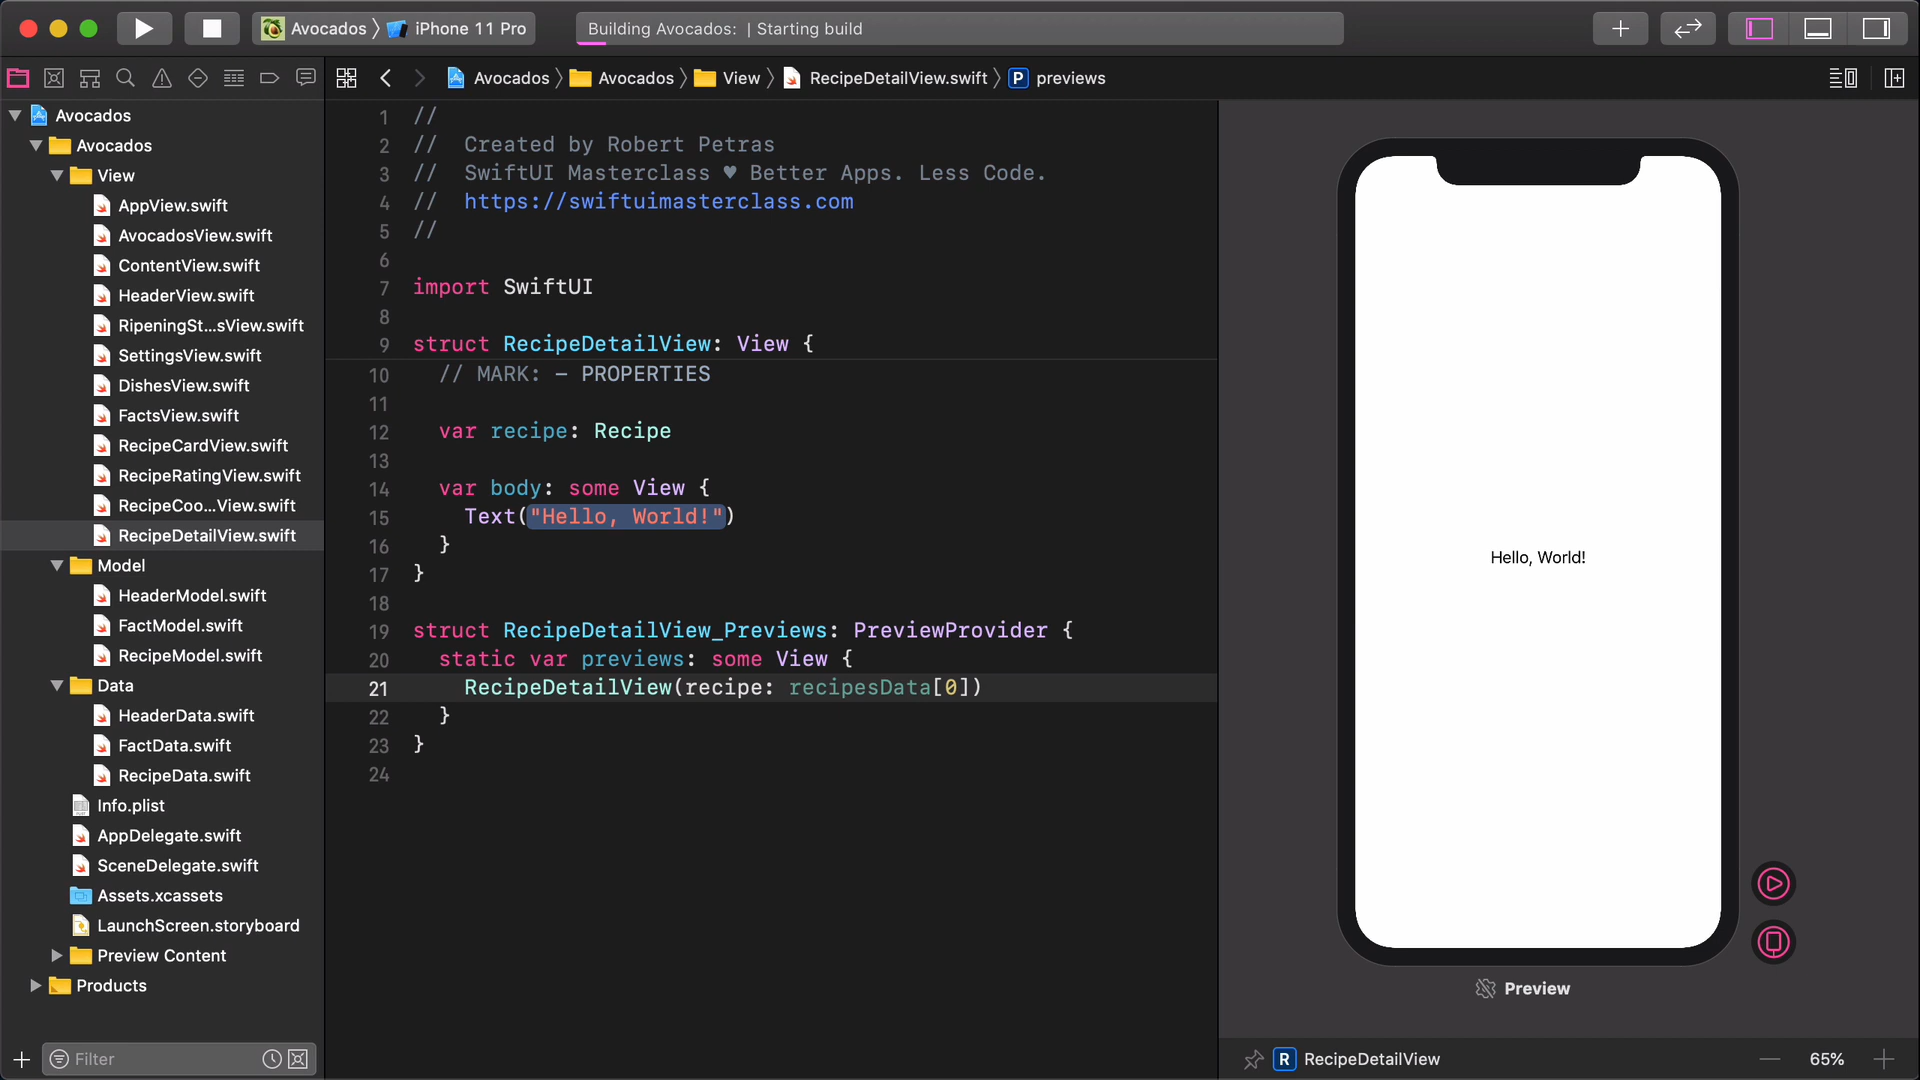 Avocados 〉 iPhone 11 Pro
Building Avocados: | Starting build
Avocados 〉 Avocados 〉 View 〉 RecipeDetailView.swift 〉 P previews
Avocados
Avocados
View
AppView.swift
AvocadosView.swift
ContentView.swift
HeaderView.swift
RipeningSt...sView.swift
SettingsView.swift
DishesView.swift
FactsView.swift
RecipeCardView.swift
RecipeRatingView.swift
RecipeCoo...View.swift
RecipeDetailView.swift
Model
HeaderModel.swift
FactModel.swift
RecipeModel.swift
Data
HeaderData.swift
FactData.swift
RecipeData.swift
Info.plist
AppDelegate.swift
SceneDelegate.swift
Assets.xcassets
LaunchScreen.storyboard
Preview Content
Products
Filter
1 //
2 // Created by Robert Petras
3 // SwiftUI Masterclass ♥ Better Apps. Less Code.
4 // https://swiftuimasterclass.com
5 //
6
7 import SwiftUI
8
9 struct RecipeDetailView: View {
10 // MARK: - PROPERTIES
11
12 var recipe: Recipe
13
14 var body: some View {
15 Text("Hello, World!")
16 }
17 }
18
19 struct RecipeDetailView_Previews: PreviewProvider {
20 static var previews: some View {
21 RecipeDetailView(recipe: recipesData[0])
22 }
23 }
24
Hello, World!
Preview
R RecipeDetailView
65%